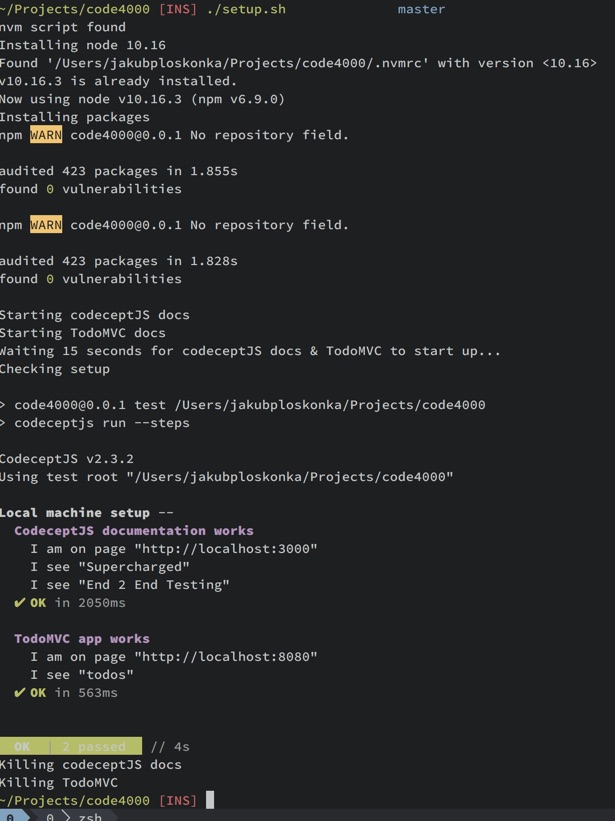 ~/Projects/code4000 [INS] ./setup.sh master
nvm script found
Installing node 10.16
Found '/Users/jakubploskonka/Projects/code4000/.nvmrc' with version <10.16>
v10.16.3 is already installed.
Now using node v10.16.3 (npm v6.9.0)
Installing packages
npm WARN code4000@0.0.1 No repository field.
audited 423 packages in 1.855s
found 0 vulnerabilities
npm WARN code4000@0.0.1 No repository field.
audited 423 packages in 1.828s
found 0 vulnerabilities
Starting codeceptJS docs
Starting TodoMVC docs
Waiting 15 seconds for codeceptJS docs & TodoMVC to start up...
Checking setup
> code4000@0.0.1 test /Users/jakubploskonka/Projects/code4000
> codeceptjs run --steps
CodeceptJS v2.3.2
Using test root "/Users/jakubploskonka/Projects/code4000"
Local machine setup --
CodeceptJS documentation works
I am on page "http://localhost:3000"
I see "Supercharged"
I see "End 2 End Testing"
✔ OK in 2050ms
TodoMVC app works
I am on page "http://localhost:8080"
I see "todos"
✔ OK in 563ms
OK | 2 passed // 4s
Killing codeceptJS docs
Killing TodoMVC
~/Projects/code4000 [INS]
0 0 zsh